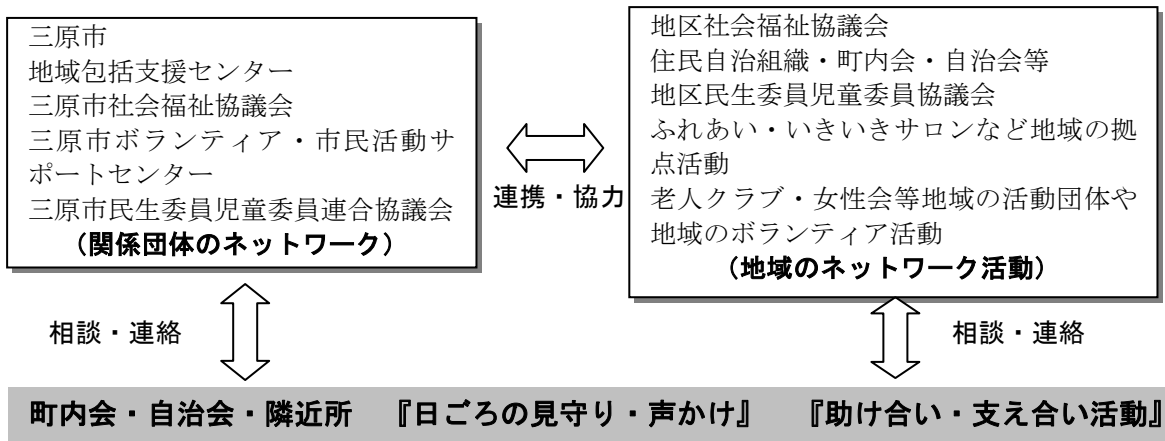 三原市
地域包括支援センター
三原市社会福祉協議会
三原市ボランティア・市民活動サ
ポートセンター
三原市民生委員児童委員連合協議会
（関係団体のネットワーク）
連携・協力
地区社会福祉協議会
住民自治組織・町内会・自治会等
地区民生委員児童委員協議会
ふれあい・いきいきサロンなど地域の拠
点活動
老人クラブ・女性会等地域の活動団体や
地域のボランティア活動
（地域のネットワーク活動）
相談・連絡
相談・連絡
町内会・自治会・隣近所　『日ごろの見守り・声かけ』　『助け合い・支え合い活動』